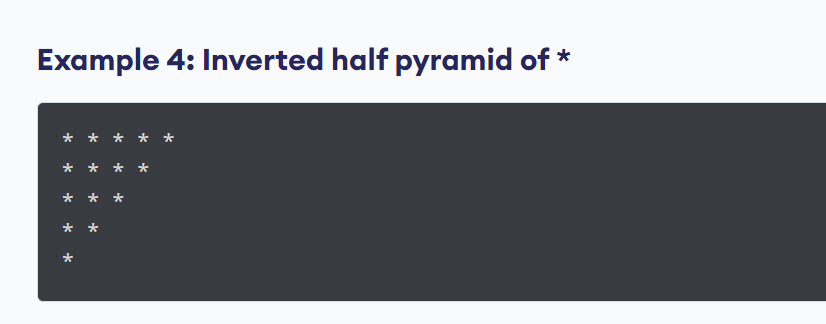 Example 4: Inverted half pyramid of *
* * * * *
* * * *
* * *
* *
*